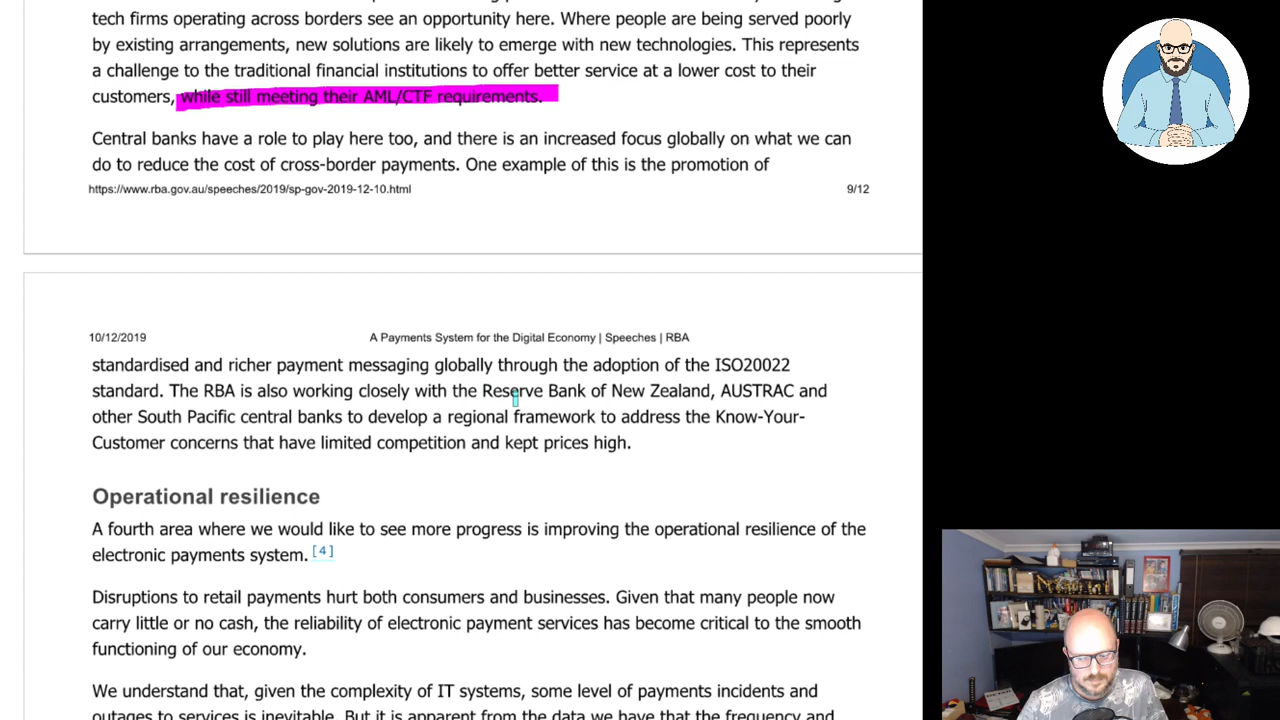 tech firms operating across borders see an opportunity here. Where people are being served poorly
by existing arrangements, new solutions are likely to emerge with new technologies. This represents
a challenge to the traditional financial institutions to offer better service at a lower cost to their
customers, while still meeting their AML/CTF requirements.
Central banks have a role to play here too, and there is an increased focus globally on what we can
do to reduce the cost of cross-border payments. One example of this is the promotion of
https://www.rba.gov.au/speeches/2019/sp-gov-2019-12-10.html 9/12
10/12/2019 A Payments System for the Digital Economy | Speeches | RBA
standardised and richer payment messaging globally through the adoption of the ISO20022
standard. The RBA is also working closely with the Reserve Bank of New Zealand, AUSTRAC and
other South Pacific central banks to develop a regional framework to address the Know-Your-
Customer concerns that have limited competition and kept prices high.
Operational resilience
A fourth area where we would like to see more progress is improving the operational resilience of the
electronic payments system. [4]
Disruptions to retail payments hurt both consumers and businesses. Given that many people now
carry little or no cash, the reliability of electronic payment services has become critical to the smooth
functioning of our economy.
We understand that, given the complexity of IT systems, some level of payments incidents and
outages to services is inevitable. But it is apparent from the data we have that the frequency and